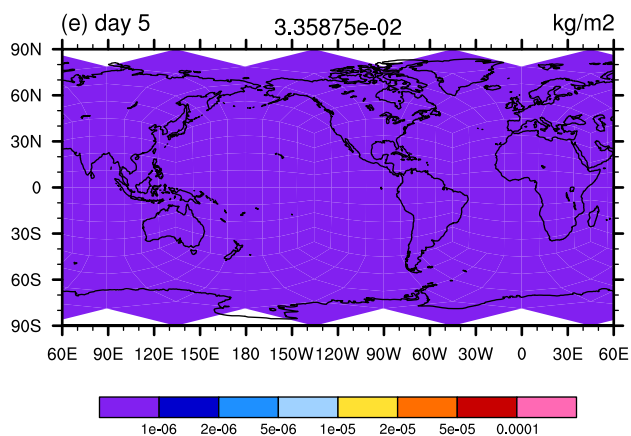 (e) day 5 3.35875e-02 kg/m2
90N
60N
30N
0
30S
60S
90S
60E 90E 120E 150E 180 150W 120W 90W 60W 30W 0 30E 60E
1e-06 2e-06 5e-06 1e-05 2e-05 5e-05 0.0001